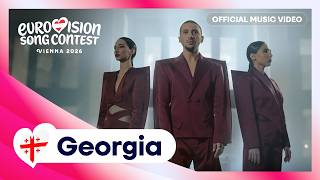 EUROVISION
SONG CONTEST
VIENNA 2026
OFFICIAL MUSIC VIDEO
Georgia